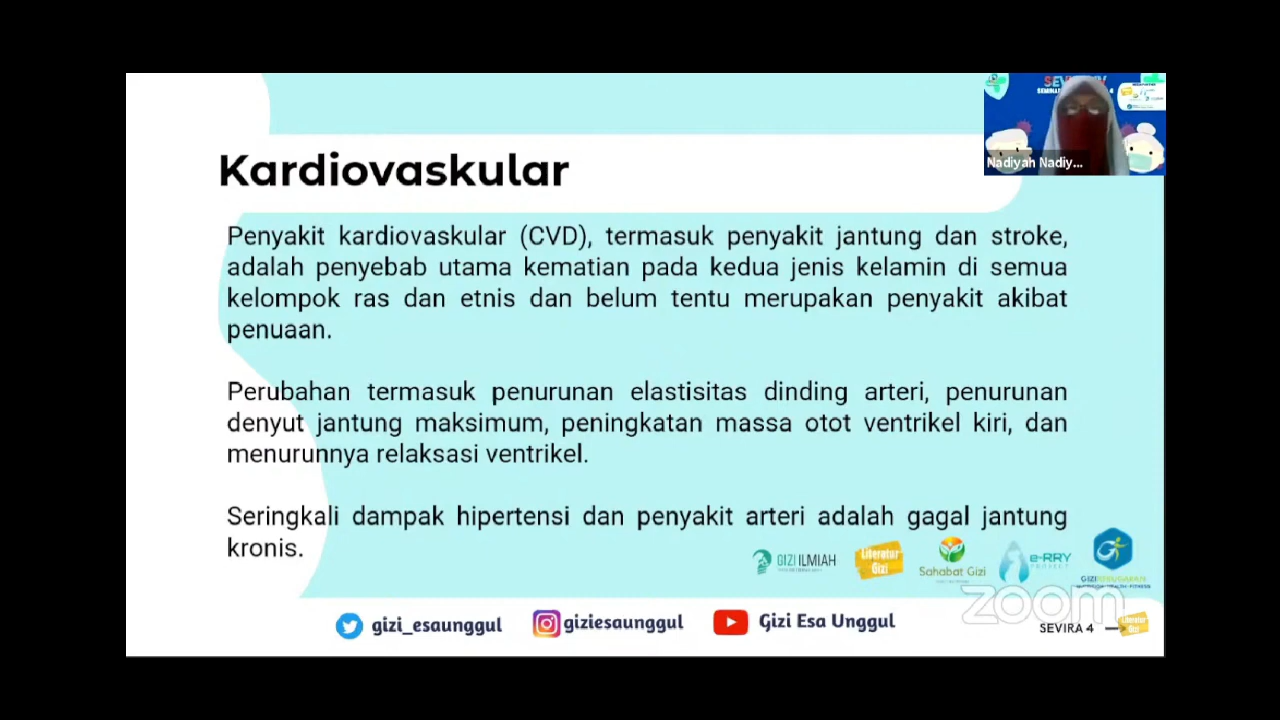 Kardiovaskular
Nadiyah Nadiy...
Penyakit kardiovaskular (CVD), termasuk penyakit jantung dan stroke,
adalah penyebab utama kematian pada kedua jenis kelamin di semua
kelompok ras dan etnis dan belum tentu merupakan penyakit akibat
penuaan.
Perubahan termasuk penurunan elastisitas dinding arteri, penurunan
denyut jantung maksimum, peningkatan massa otot ventrikel kiri, dan
menurunnya relaksasi ventrikel.
Seringkali dampak hipertensi dan penyakit arteri adalah gagal jantung
kronis.
GIZI ILMIAH
Literatur
Gizi
Sahabat Gizi
e-RRY
PROJECT
zoom
gizi_esaunggul
giziesaunggul
Gizi Esa Unggul
SEVIRA 4
Literatur
Gizi